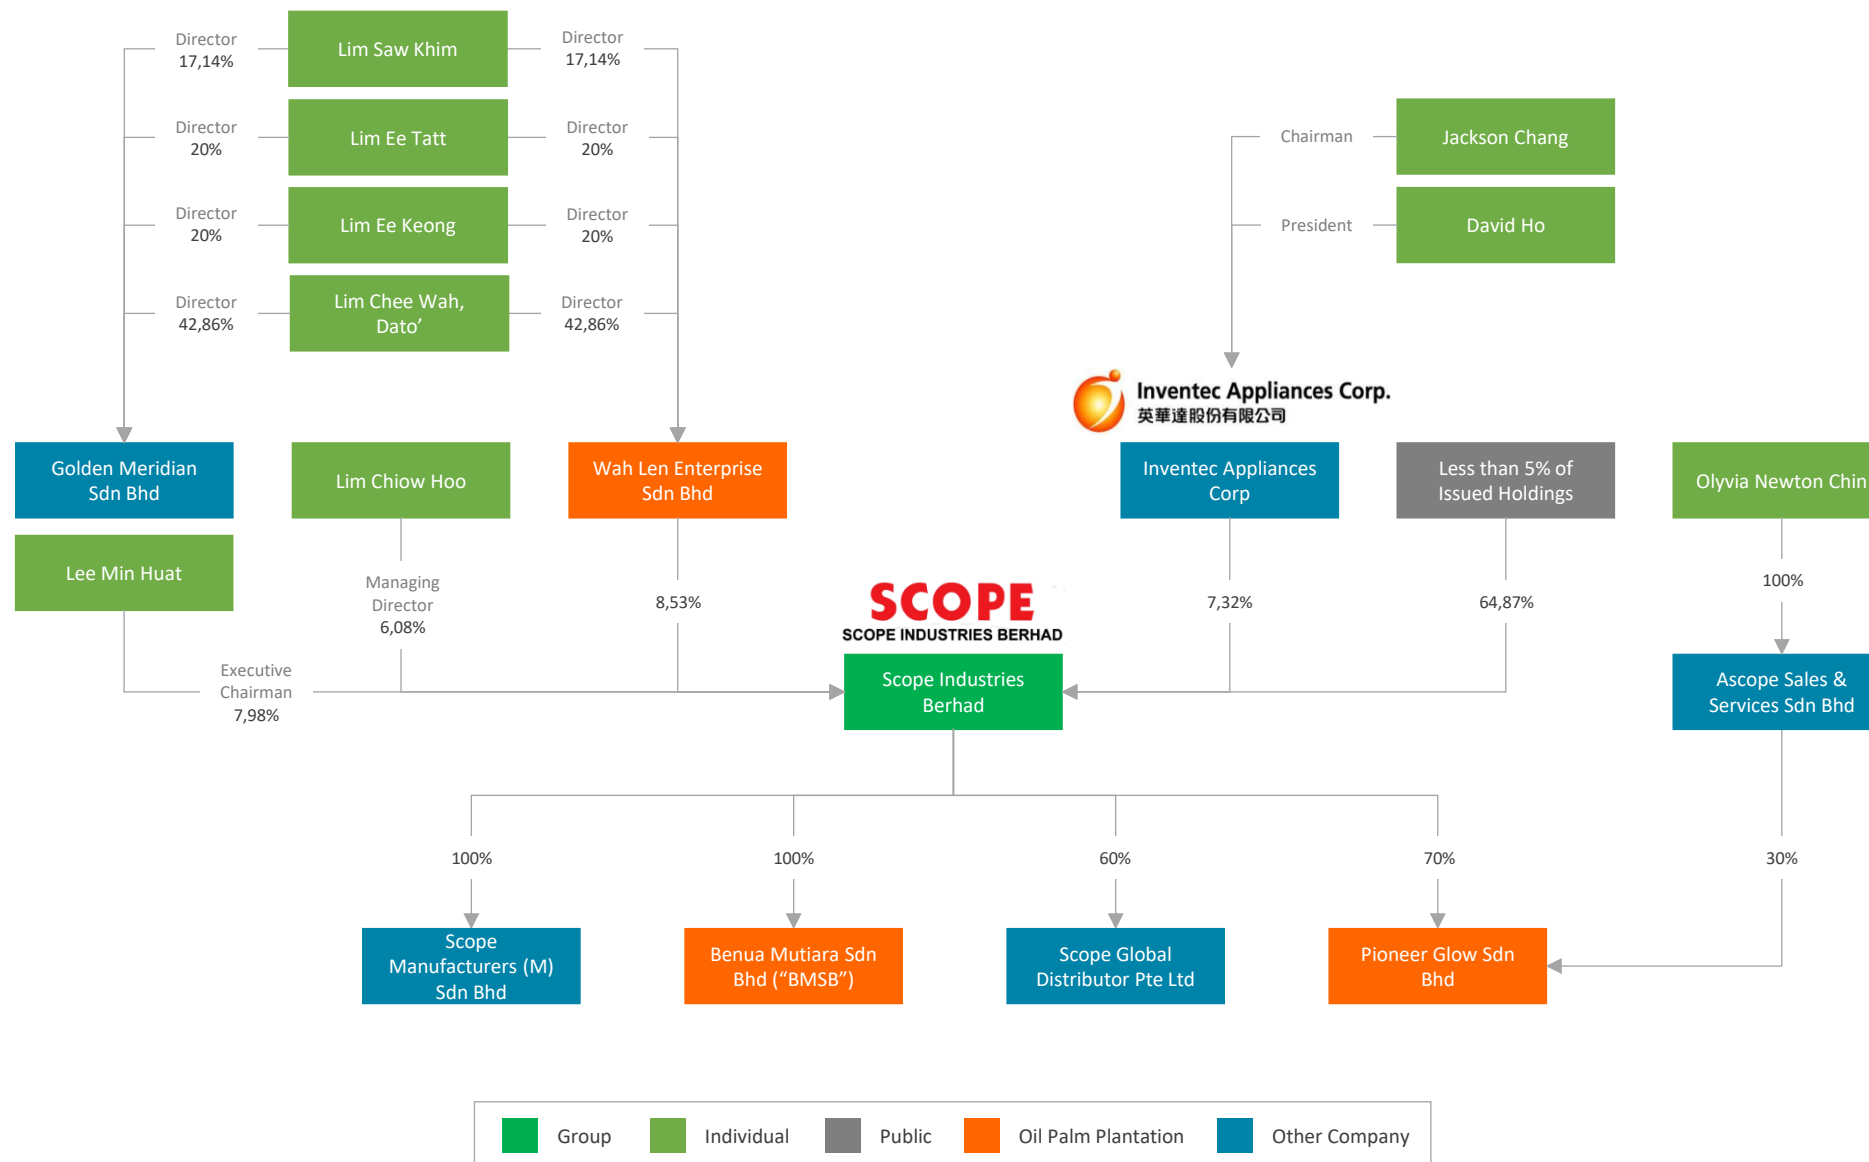 Director
17,14%
Lim Saw Khim
Director
17,14%
Director
20%
Lim Ee Tatt
Director
20%
Chairman
Jackson Chang
Director
20%
Lim Ee Keong
Director
20%
President
David Ho
Director
42,86%
Lim Chee Wah,
Dato’
Director
42,86%
Inventec Appliances Corp.
英華達股份有限公司
Golden Meridian
Sdn Bhd
Lim Chiow Hoo
Wah Len Enterprise
Sdn Bhd
Inventec Appliances
Corp
Less than 5% of
Issued Holdings
Olyvia Newton Chin
Lee Min Huat
Managing
Director
6,08%
8,53%
SCOPE
SCOPE INDUSTRIES BERHAD
7,32%
64,87%
100%
Executive
Chairman
7,98%
Scope Industries
Berhad
Ascope Sales &
Services Sdn Bhd
100%
100%
60%
70%
30%
Scope
Manufacturers (M)
Sdn Bhd
Benua Mutiara Sdn
Bhd (“BMSB”)
Scope Global
Distributor Pte Ltd
Pioneer Glow Sdn
Bhd
Group
Individual
Public
Oil Palm Plantation
Other Company